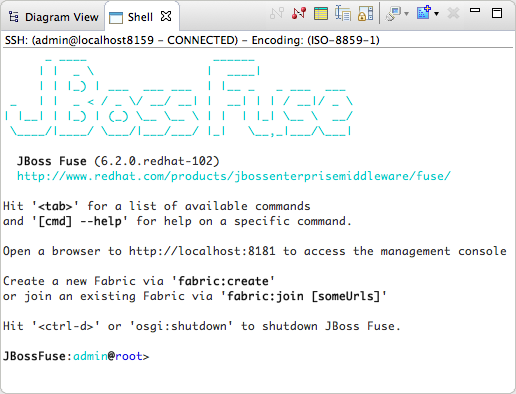 Diagram View
Shell
SSH: (admin@localhost8159 - CONNECTED) - Encoding: (ISO-8859-1)
JBoss Fuse
JBoss Fuse (6.2.0.redhat-102)
http://www.redhat.com/products/jbossenterprisemiddleware/fuse/
Hit '<tab>' for a list of available commands
and '[cmd] --help' for help on a specific command.
Open a browser to http://localhost:8181 to access the management console
Create a new Fabric via 'fabric:create'
or join an existing Fabric via 'fabric:join [someUrls]'
Hit '<ctrl-d>' or 'osgi:shutdown' to shutdown JBoss Fuse.
JBossFuse:admin@root>